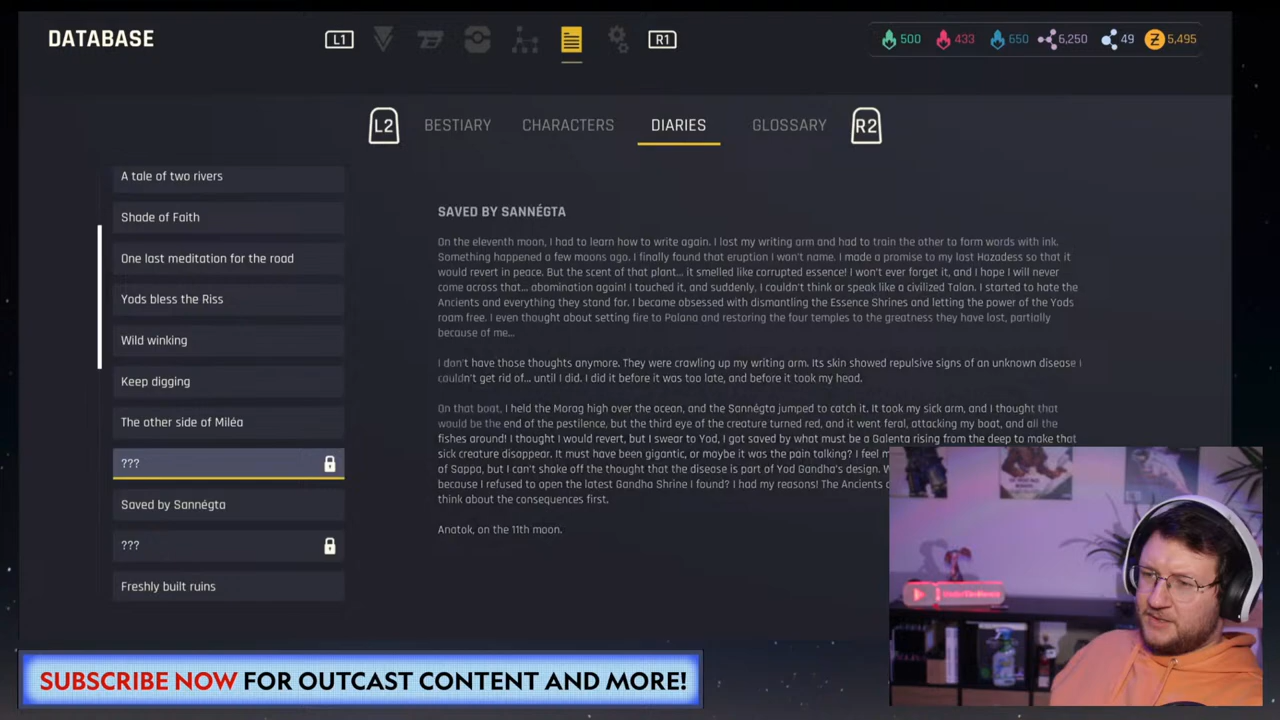 DATABASE
L1
R1
500
433
650
6,250
49
5,495
L2
BESTIARY
CHARACTERS
DIARIES
GLOSSARY
R2
A tale of two rivers
Shade of Faith
One last meditation for the road
Yods bless the Riss
Wild winking
Keep digging
The other side of Miléa
???
Saved by Sannégta
???
Freshly built ruins
SAVED BY SANNÉGTA
On the eleventh moon, I had to learn how to write again. I lost my writing arm and had to train the other to form words with ink.
Something happened a few moons ago. I finally found that eruption I won't name. I made a promise to my last Hazadess so that it
would revert in peace. But the scent of that plant... it smelled like corrupted essence! I won't ever forget it, and I hope I will never
come across that... abomination again! I touched it, and suddenly, I couldn't think or speak like a civilized Talan. I started to hate the
Ancients and everything they stand for. I became obsessed with dismantling the Essence Shrines and letting the power of the Yods
roam free. I even thought about setting fire to Palana and restoring the four temples to the greatness they have lost, partially
because of me...
I don't have those thoughts anymore. They were crawling up my writing arm. Its skin showed repulsive signs of an unknown disease I
couldn't get rid of... until I did. I did it before it was too late, and before it took my head.
On that boat, I held the Morag high over the ocean, and the Sannégta jumped to catch it. It took my sick arm, and I thought that
would be the end of the pestilence, but the third eye of the creature turned red, and it went feral, attacking my boat, and all the
fishes around! I thought I would revert, but I swear to Yod, I got saved by what must be a Galenta rising from the deep to make that
sick creature disappear. It must have been gigantic, or maybe it was the pain talking? I feel m
of Sappa, but I can't shake off the thought that the disease is part of Yod Gandha's design. W
because I refused to open the latest Gandha Shrine I found? I had my reasons! The Ancients
think about the consequences first.
Anatok, on the 11th moon.
SUBSCRIBE NOW FOR OUTCAST CONTENT AND MORE!